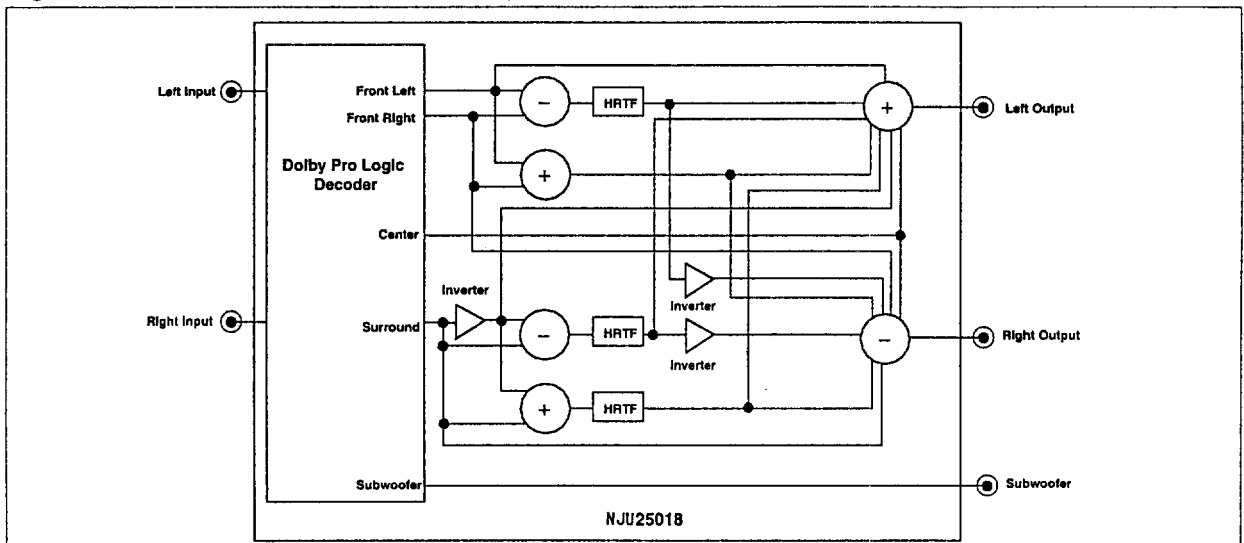 Left Input
Front Left
Front Right
Dolby Pro Logic
Decoder
Center
Right Input
Surround
Subwoofer
Inverter
−
HRTF
+
−
HRTF
+
HRTF
Inverter
Inverter
+
−
Left Output
Right Output
Subwoofer
NJU25018